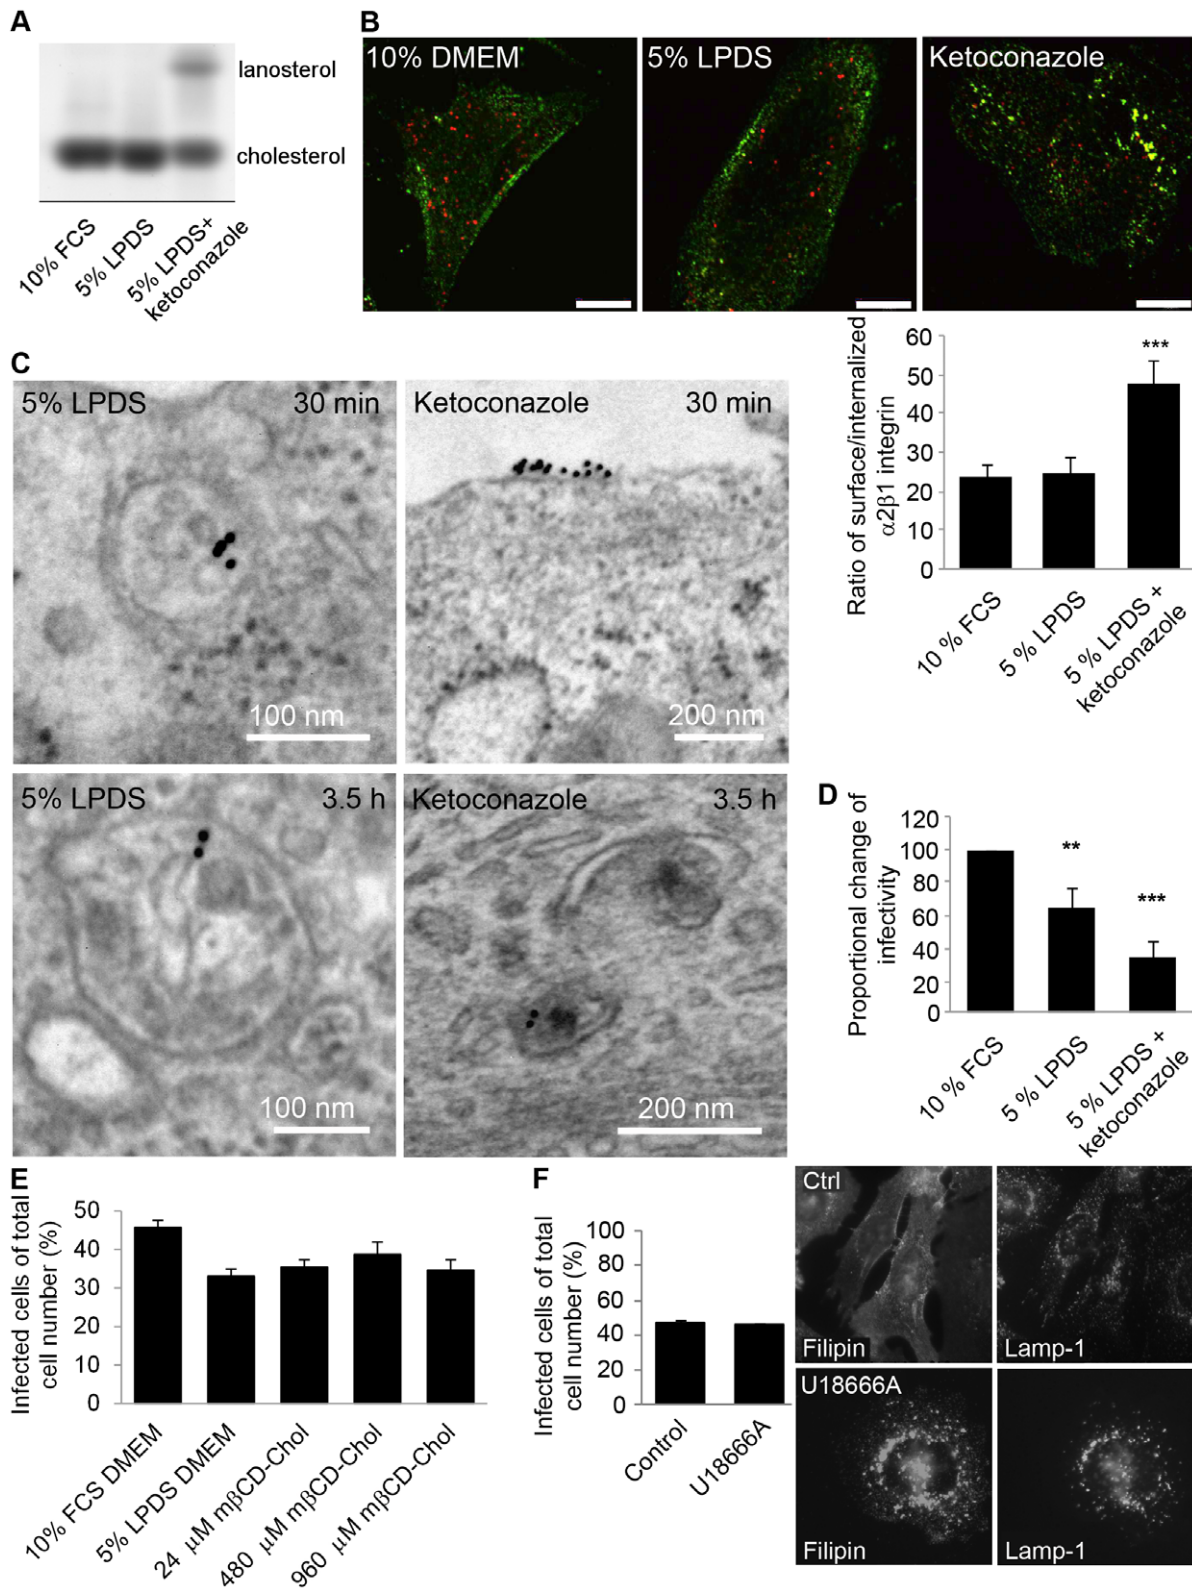 A
lanosterol
cholesterol
10% FCS
5% LPDS
5% LPDS+
ketoconazole
B
10% DMEM
5% LPDS
Ketoconazole
60
50
40
30
20
10
0
***
Ratio of surface/internalized
α2β1 integrin
10 % FCS
5 % LPDS
5 % LPDS +
ketoconazole
C
5% LPDS
30 min
100 nm
Ketoconazole
30 min
200 nm
5% LPDS
3.5 h
100 nm
Ketoconazole
3.5 h
200 nm
D
Proportional change of
infectivity
120
100
80
60
40
20
0
**
***
10 % FCS
5 % LPDS
5 % LPDS +
ketoconazole
E
Infected cells of total
cell number (%)
50
40
30
20
10
0
10% FCS DMEM
5% LPDS DMEM
24 μM mβCD-Chol
480 μM mβCD-Chol
960 μM mβCD-Chol
F
Infected cells of total
cell number (%)
100
80
60
40
20
0
Control
U18666A
Ctrl
Filipin
Lamp-1
U18666A
Filipin
Lamp-1